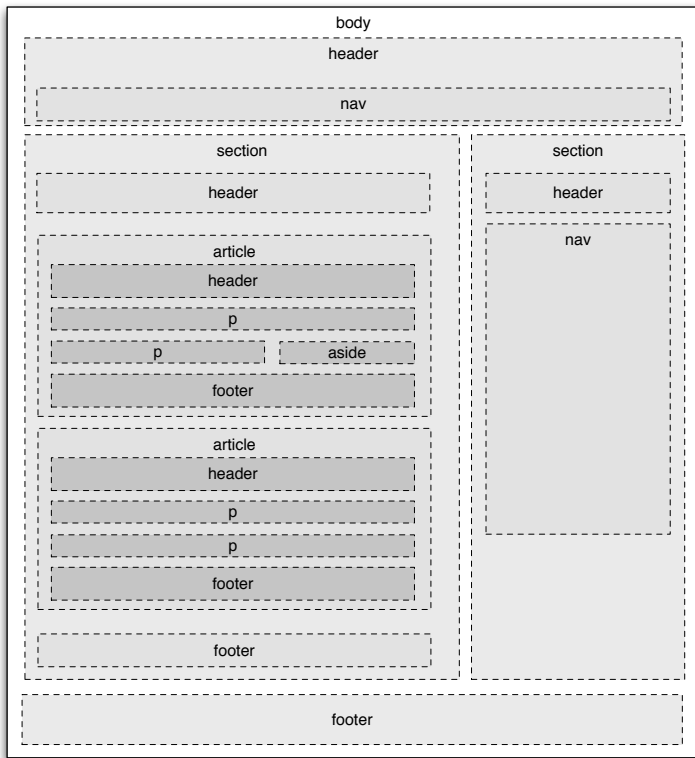 body
header
nav
section
header
article
header
p
p aside
footer
article
header
p
p
footer
footer
section
header
nav
footer